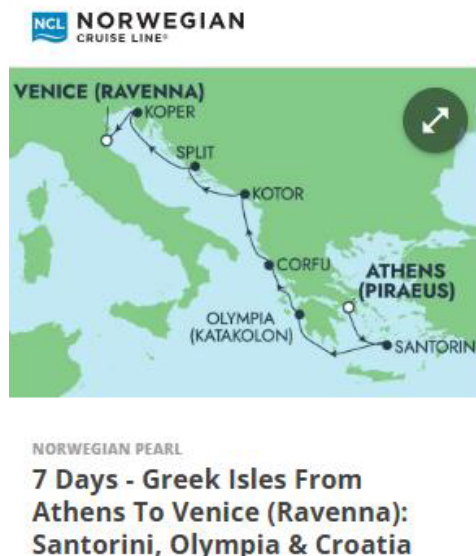 NCL NORWEGIAN
CRUISE LINE®
VENICE (RAVENNA)
KOPER
SPLIT
KOTOR
CORFU
ATHENS
(PIRAEUS)
OLYMPIA
(KATAKOLON)
SANTORIN
NORWEGIAN PEARL
7 Days - Greek Isles From
Athens To Venice (Ravenna):
Santorini, Olympia & Croatia